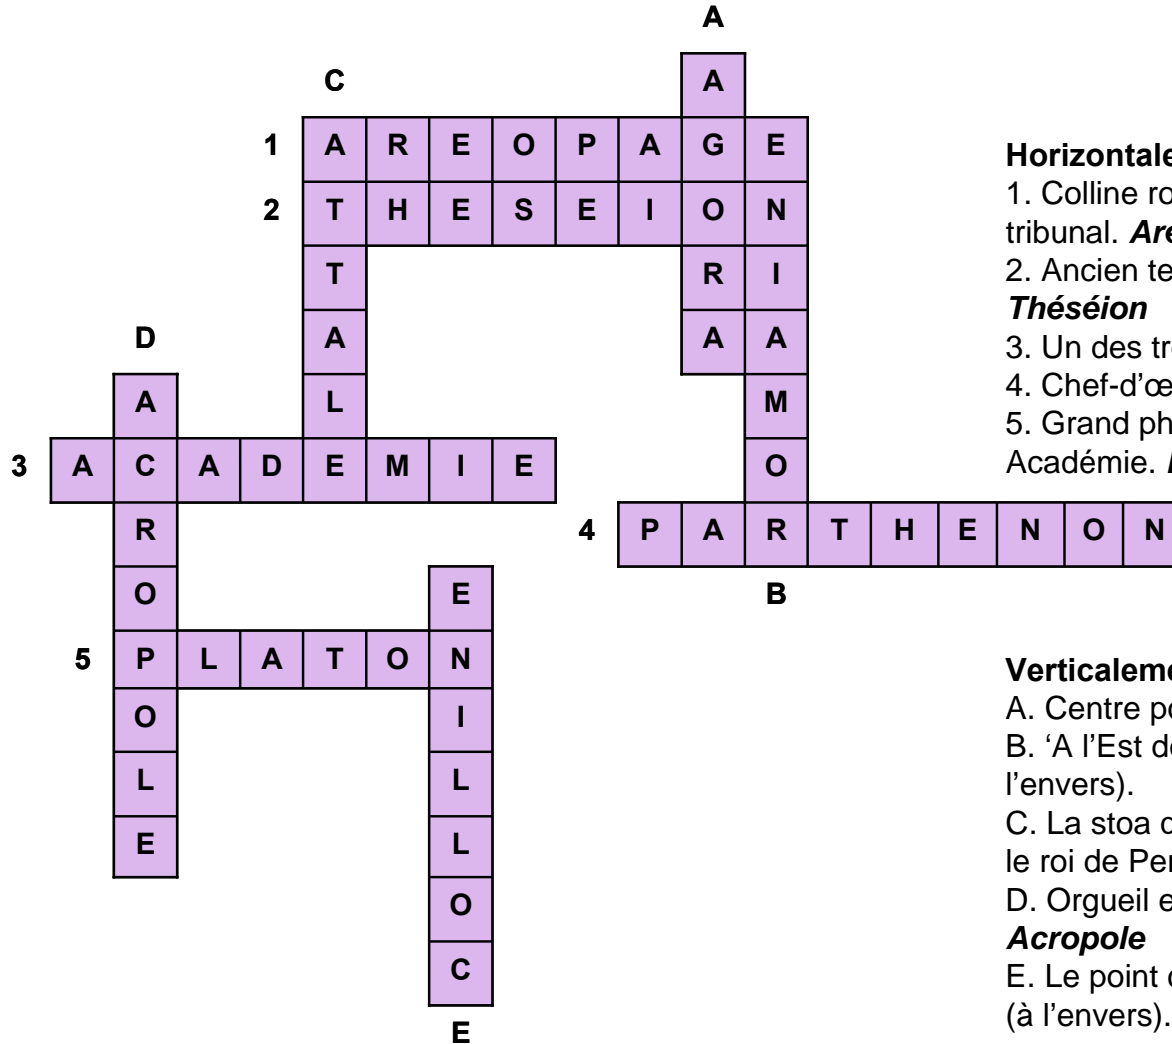 A
C A
1 A R E O P A G E
2 T H E S E I O N
T R I
D A A A
A L M
3 A C A D E M I E O
R 4 P A R T H E N O N
O E B
5 P L A T O N
O I
L L
E L
O
C
E
Horizontale
1. Colline ro
tribunal. Are
2. Ancien te
Théséion
3. Un des tr
4. Chef-d’œ
5. Grand ph
Académie.
Verticaleme
A. Centre po
B. ‘A l’Est de
l’envers).
C. La stoa d
le roi de Per
D. Orgueil e
Acropole
E. Le point d
(à l’envers).